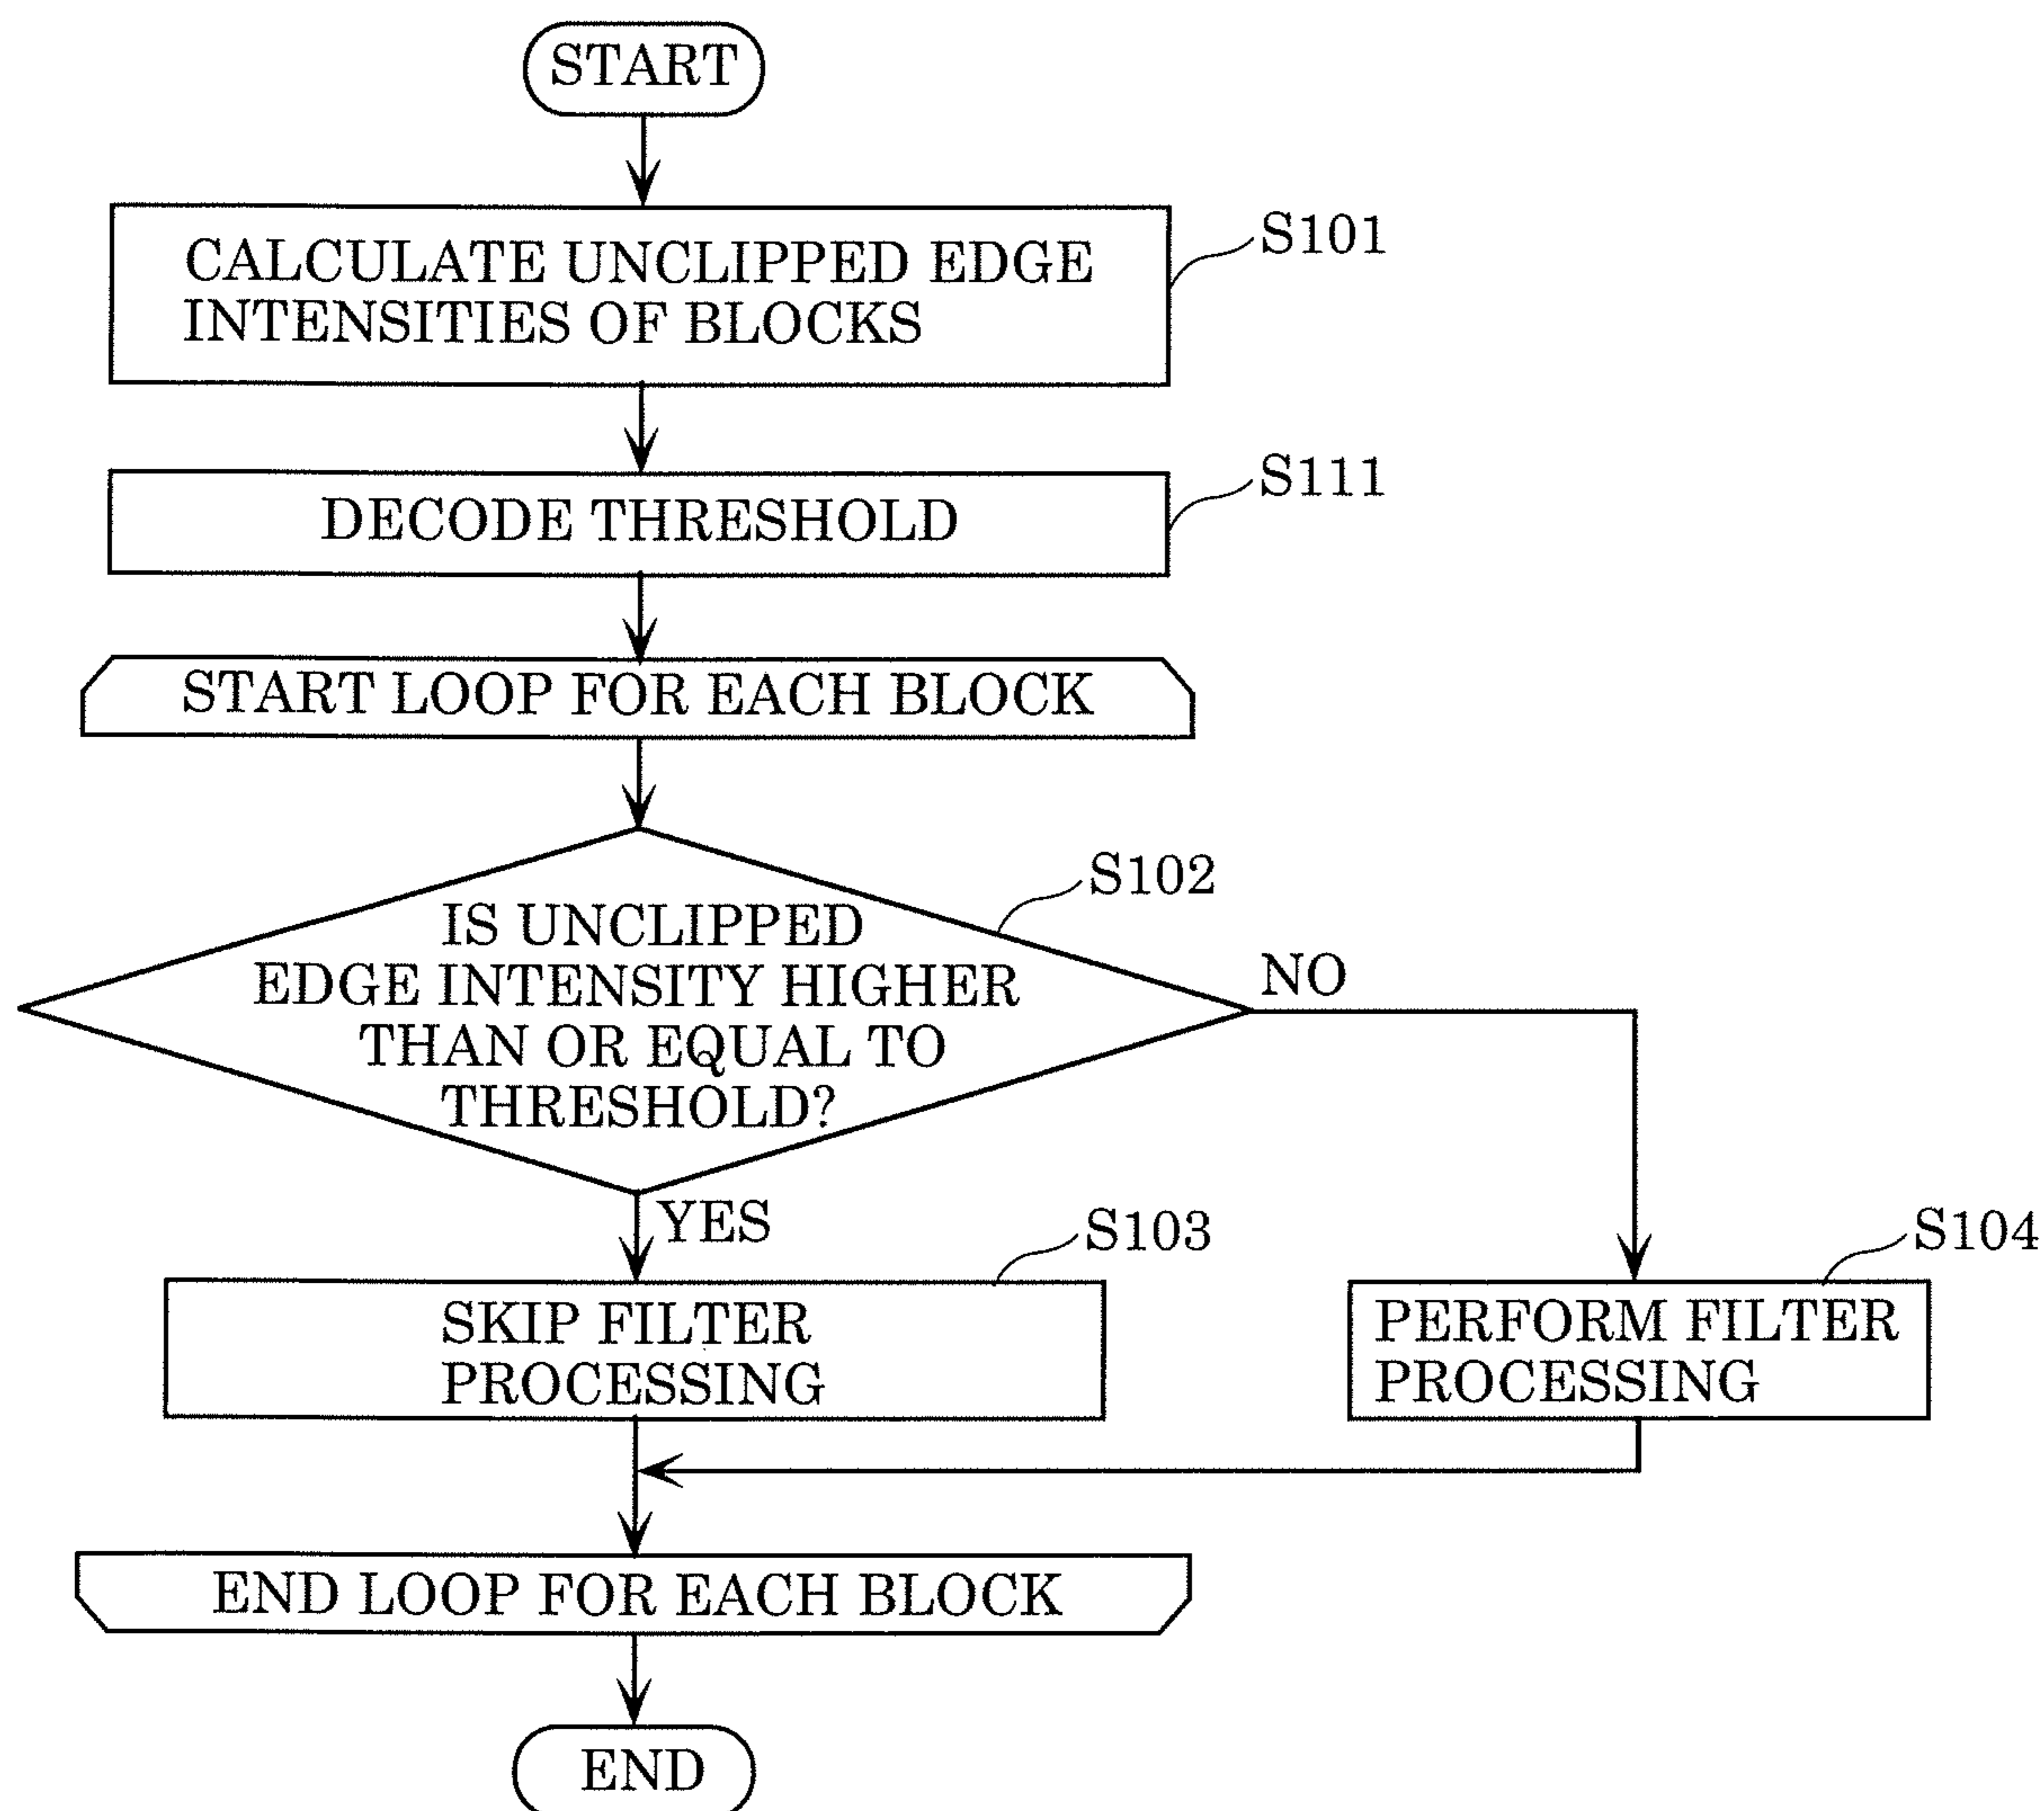 START
CALCULATE UNCLIPPED EDGE
INTENSITIES OF BLOCKS
S101
DECODE THRESHOLD
S111
START LOOP FOR EACH BLOCK
IS UNCLIPPED
EDGE INTENSITY HIGHER
THAN OR EQUAL TO
THRESHOLD?
S102
NO
YES
SKIP FILTER
PROCESSING
S103
PERFORM FILTER
PROCESSING
S104
END LOOP FOR EACH BLOCK
END